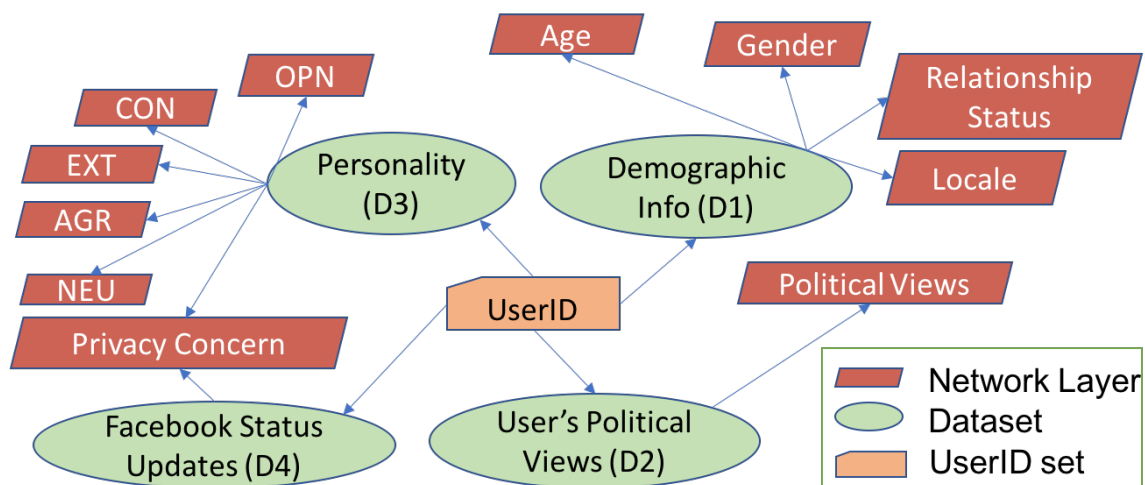 Age
Gender
OPN
Relationship
Status
CON
EXT
Personality
(D3)
Demographic
Info (D1)
Locale
AGR
NEU
UserID
Political Views
Privacy Concern
Facebook Status
Updates (D4)
User’s Political
Views (D2)
Network Layer
Dataset
UserID set